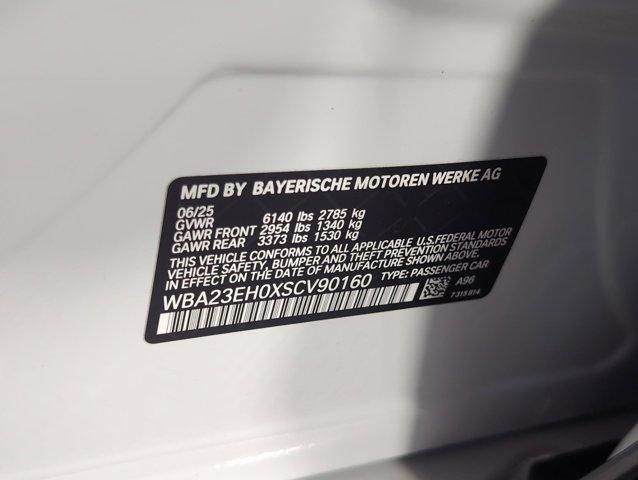 MFD BY BAYERISCHE MOTOREN WERKE AG
06/25
GVWR 6140 lbs 2785 kg
GAWR FRONT 2954 lbs 1340 kg
GAWR REAR 3373 lbs 1530 kg
THIS VEHICLE CONFORMS TO ALL APPLICABLE U.S.FEDERAL MOTOR
VEHICLE SAFETY, BUMPER, AND THEFT PREVENTION STANDARDS
IN EFFECT ON THE DATE OF MANUFACTURE SHOWN ABOVE.
WBA23EH0XSCV90160 TYPE: PASSENGER CAR
A96
7315914